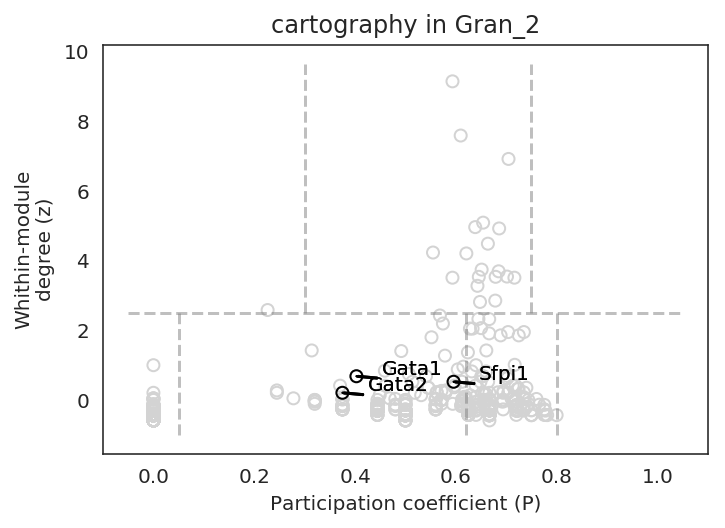 cartography in Gran_2
10
8
6
4
2
0
Whithin-module
degree (z)
Gata1
Gata2
Sfpi1
0.0 0.2 0.4 0.6 0.8 1.0
Participation coefficient (P)